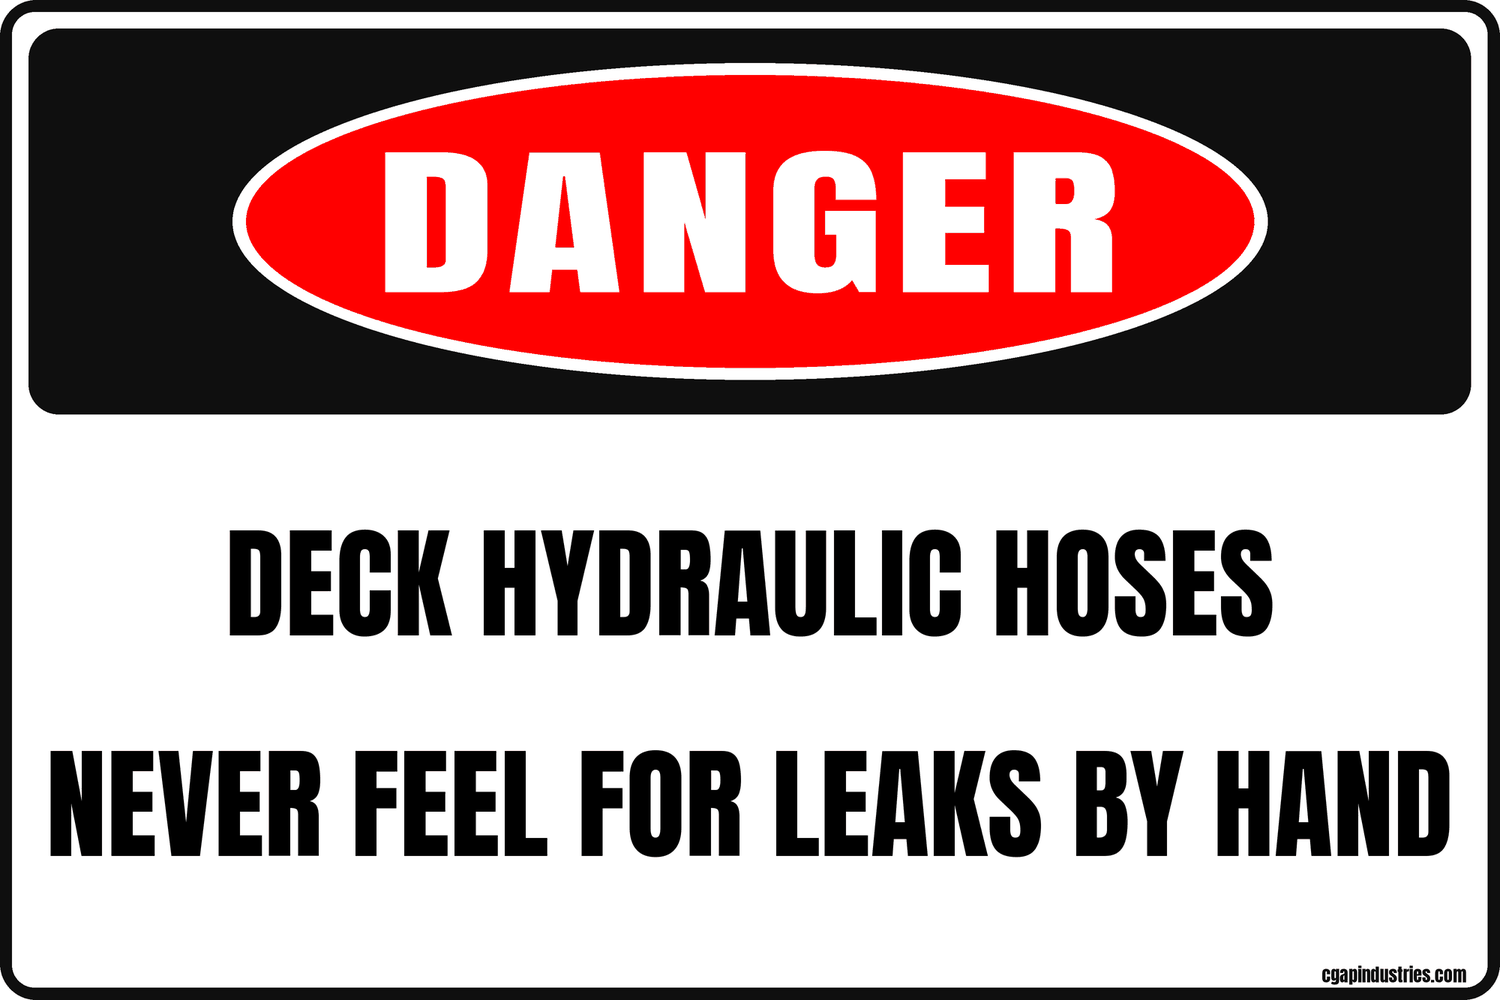 DANGER
DECK HYDRAULIC HOSES
NEVER FEEL FOR LEAKS BY HAND
cgapindustries.com